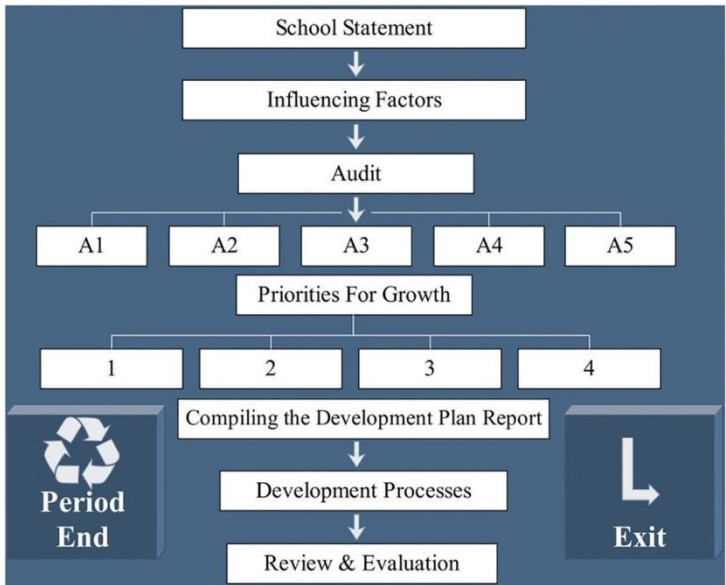 School Statement
Influencing Factors
Audit
A1 A2 A3 A4 A5
Priorities For Growth
1 2 3 4
Compiling the Development Plan Report
Development Processes
Review & Evaluation
Period
End
Exit